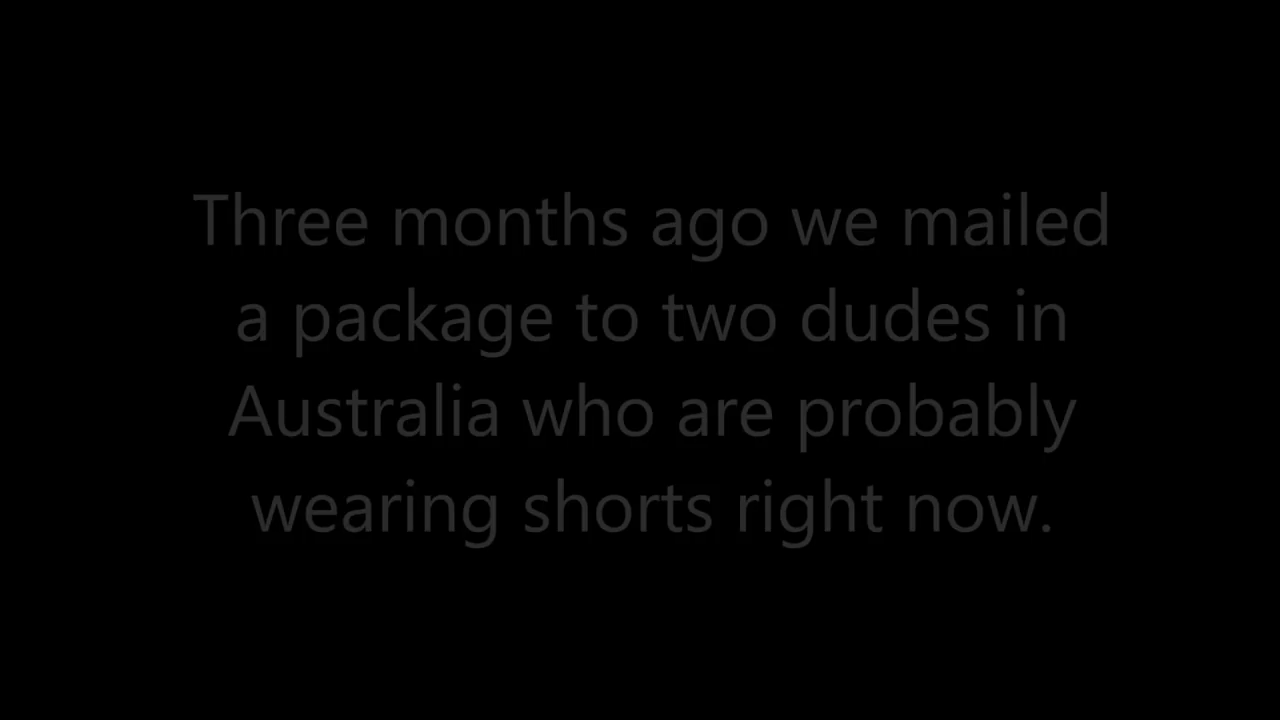 Three months ago we mailed
a package to two dudes in
Australia who are probably
wearing shorts right now.